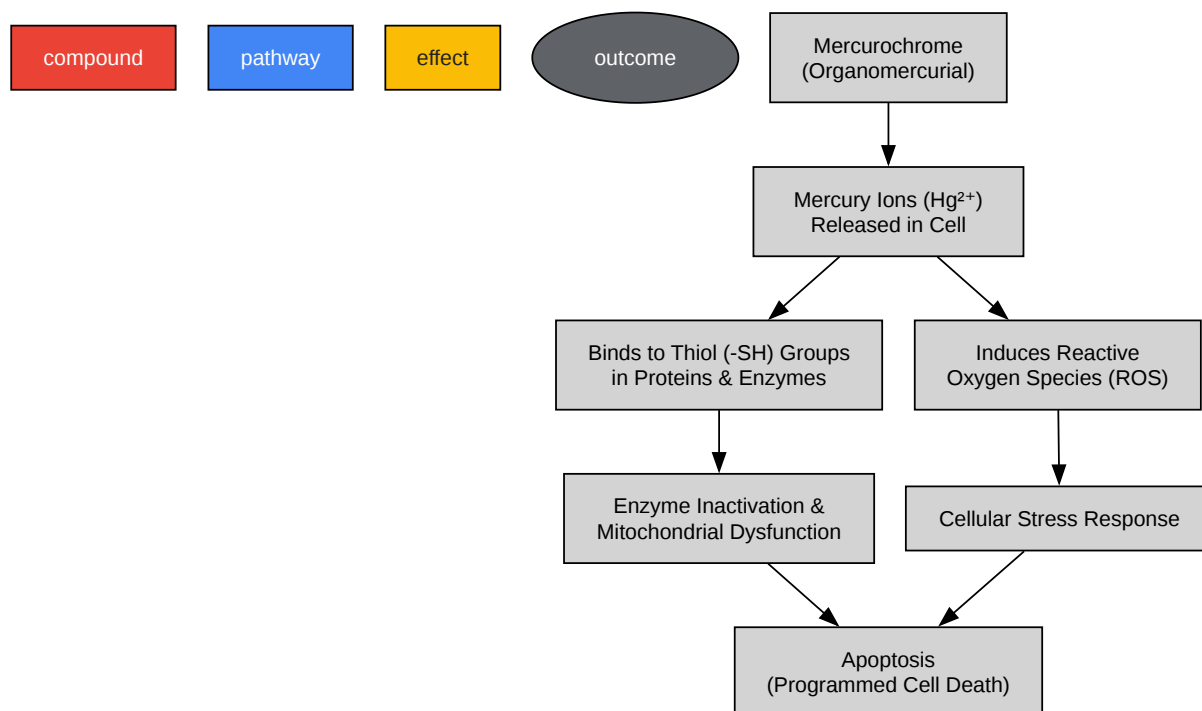 compound
pathway
effect
outcome
Mercurochrome
(Organomercurial)
Mercury Ions (Hg²⁺)
Released in Cell
Binds to Thiol (-SH) Groups
in Proteins & Enzymes
Induces Reactive
Oxygen Species (ROS)
Enzyme Inactivation &
Mitochondrial Dysfunction
Cellular Stress Response
Apoptosis
(Programmed Cell Death)